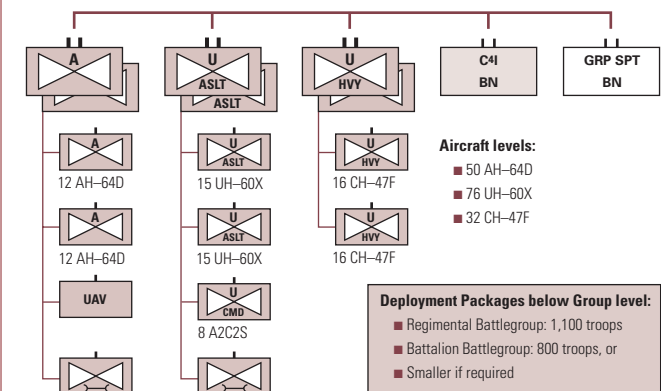 A
U
ASLT
ASLT
U
HVY
C4I
BN
GRP SPT
BN
A
12 AH–64D
U
ASLT
15 UH–60X
U
HVY
16 CH–47F
Aircraft levels:
■ 50 AH–64D
■ 76 UH–60X
■ 32 CH–47F
A
12 AH–64D
U
ASLT
15 UH–60X
U
HVY
16 CH–47F
UAV
U
CMD
8 A2C2S
Deployment Packages below Group level:
■ Regimental Battlegroup: 1,100 troops
■ Battalion Battlegroup: 800 troops, or
■ Smaller if required